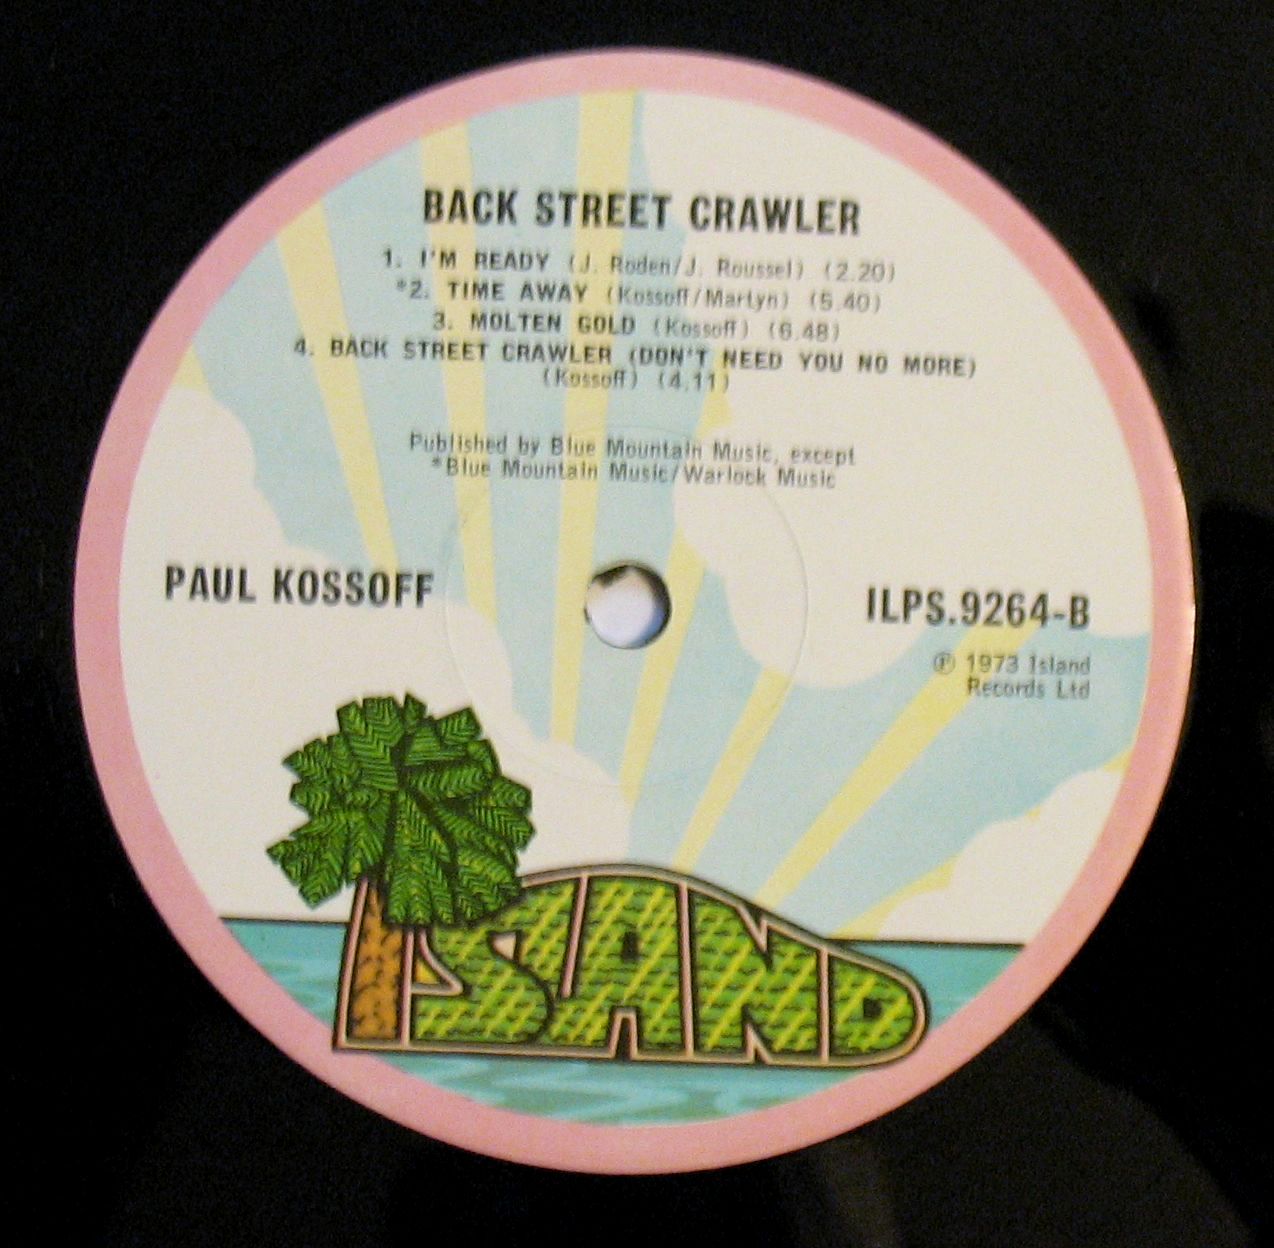 BACK STREET CRAWLER
1. I'M READY (J. Roden/J. Roussel) (2.20)
*2. TIME AWAY (Kossoff/Martyn) (5.40)
3. MOLTEN GOLD (Kossoff) (6.48)
4. BACK STREET CRAWLER (DON'T NEED YOU NO MORE)
(Kossoff) (4.11)
Published by Blue Mountain Music, except
*Blue Mountain Music/Warlock Music
PAUL KOSSOFF
ILPS.9264-B
℗ 1973 Island
Records Ltd
ISLAND